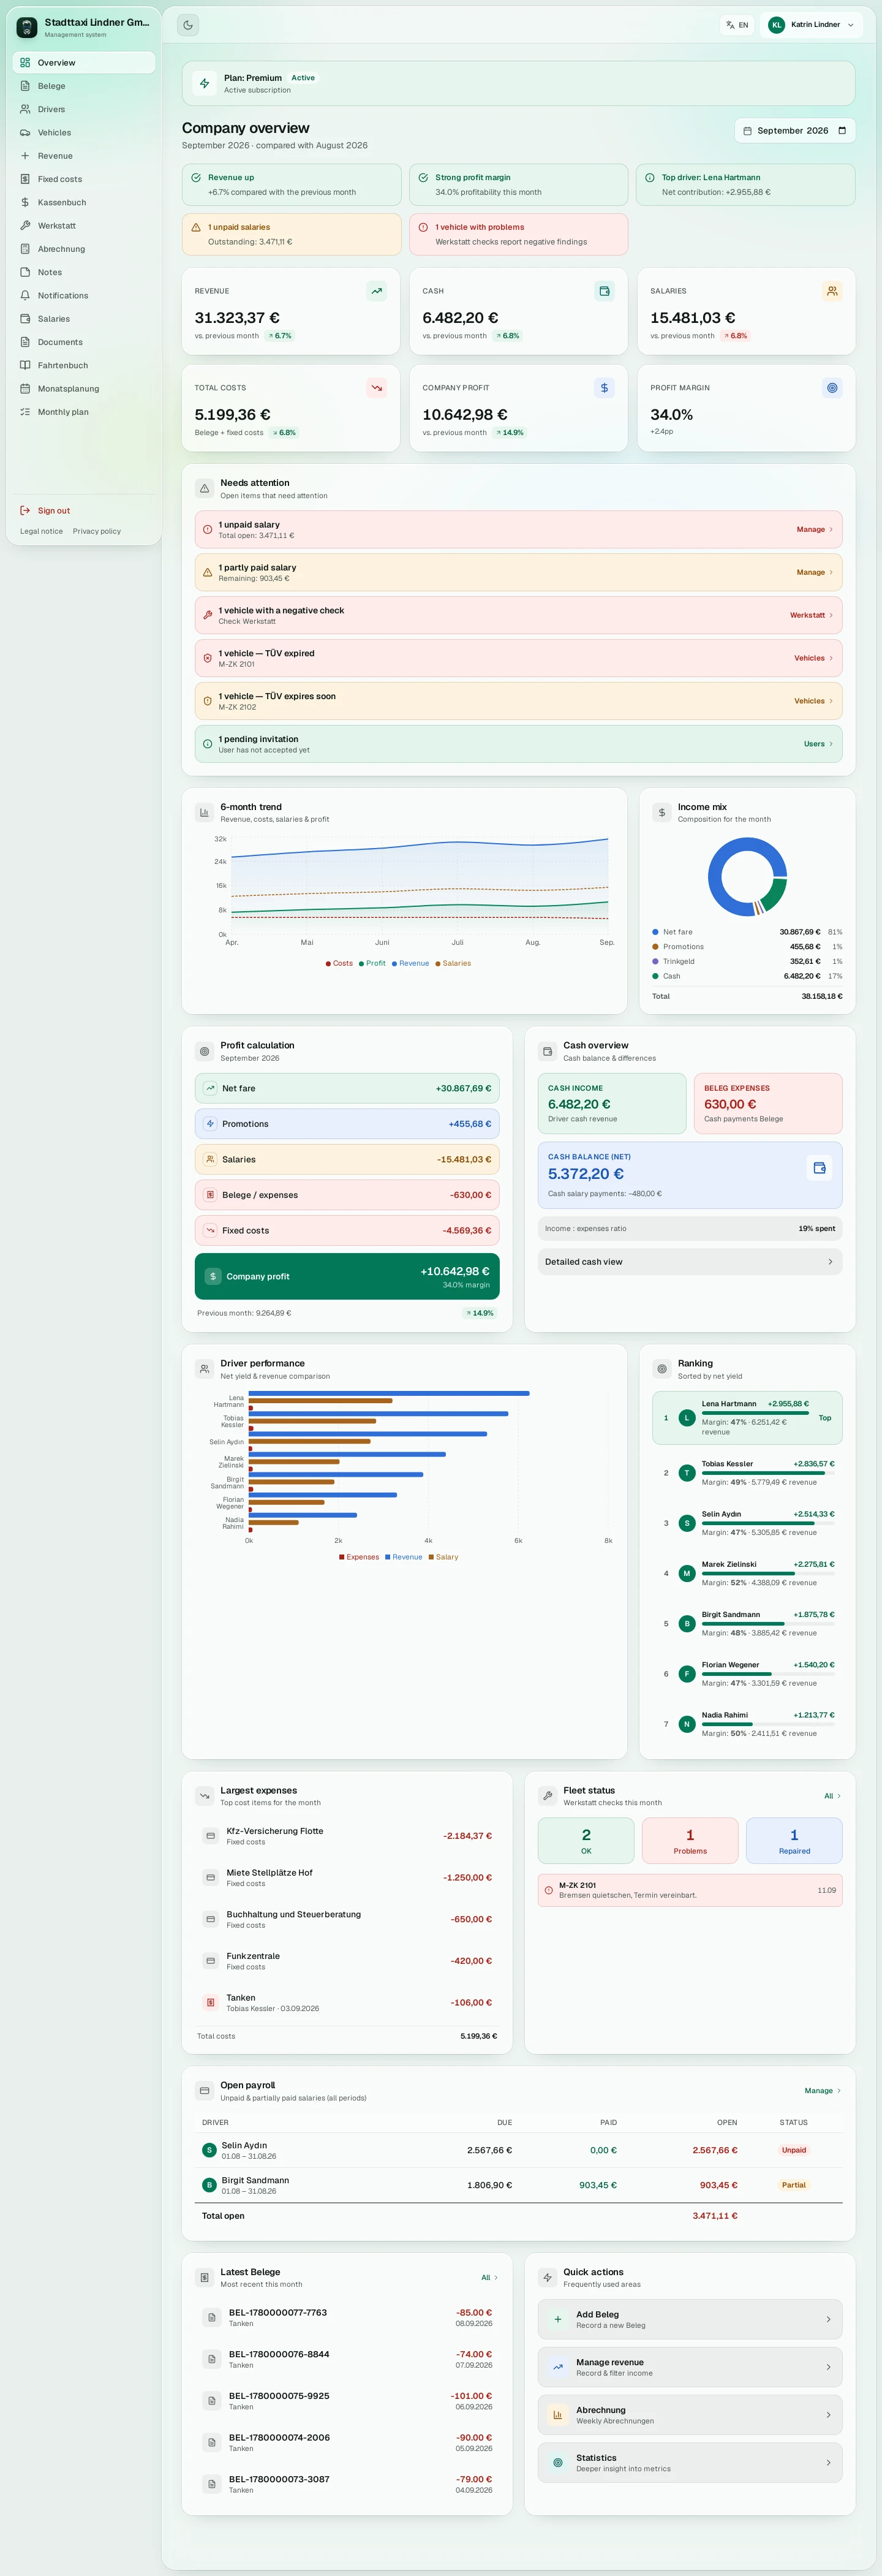 Stadttaxi Lindner Gm...
Management system
Overview
Belege
Drivers
Vehicles
Revenue
Fixed costs
Kassenbuch
Werkstatt
Abrechnung
Notes
Notifications
Salaries
Documents
Fahrtenbuch
Monatsplanung
Monthly plan
Sign out
Legal notice Privacy policy
EN
KL Katrin Lindner
Plan: Premium Active
Active subscription
Company overview
September 2026 · compared with August 2026
September 2026
Revenue up
+6.7% compared with the previous month
Strong profit margin
34.0% profitability this month
Top driver: Lena Hartmann
Net contribution: +2.955,88 €
1 unpaid salaries
Outstanding: 3.471,11 €
1 vehicle with problems
Werkstatt checks report negative findings
REVENUE
31.323,37 €
vs. previous month 6.7%
CASH
6.482,20 €
vs. previous month 6.8%
SALARIES
15.481,03 €
vs. previous month 6.8%
TOTAL COSTS
5.199,36 €
Belege + fixed costs 6.8%
COMPANY PROFIT
10.642,98 €
vs. previous month 14.9%
PROFIT MARGIN
34.0%
+2.4pp
Needs attention
Open items that need attention
1 unpaid salary
Total open: 3.471,11 €
Manage
1 partly paid salary
Remaining: 903,45 €
Manage
1 vehicle with a negative check
Check Werkstatt
Werkstatt
1 vehicle — TÜV expired
M-ZK 2101
Vehicles
1 vehicle — TÜV expires soon
M-ZK 2102
Vehicles
1 pending invitation
User has not accepted yet
Users
6-month trend
Revenue, costs, salaries & profit
32k
24k
16k
8k
0k
Apr. Mai Juni Juli Aug. Sep.
Costs Profit Revenue Salaries
Income mix
Composition for the month
Net fare 30.867,69 € 81%
Promotions 455,68 € 1%
Trinkgeld 352,61 € 1%
Cash 6.482,20 € 17%
Total 38.158,18 €
Profit calculation
September 2026
Net fare +30.867,69 €
Promotions +455,68 €
Salaries -15.481,03 €
Belege / expenses -630,00 €
Fixed costs -4.569,36 €
Company profit +10.642,98 €
34.0% margin
Previous month: 9.264,89 € 14.9%
Cash overview
Cash balance & differences
CASH INCOME
6.482,20 €
Driver cash revenue
BELEG EXPENSES
630,00 €
Cash payments Belege
CASH BALANCE (NET)
5.372,20 €
Cash salary payments: −480,00 €
Income : expenses ratio 19% spent
Detailed cash view
Driver performance
Net yield & revenue comparison
Lena
Hartmann
Tobias
Kessler
Selin Aydın
Marek
Zielinski
Birgit
Sandmann
Florian
Wegener
Nadia
Rahimi
0k 2k 4k 6k 8k
Expenses Revenue Salary
Ranking
Sorted by net yield
1 L Lena Hartmann +2.955,88 € Top
Margin: 47% · 6.251,42 €
revenue
2 T Tobias Kessler +2.836,57 €
Margin: 49% · 5.779,49 € revenue
3 S Selin Aydın +2.514,33 €
Margin: 47% · 5.305,85 € revenue
4 M Marek Zielinski +2.275,81 €
Margin: 52% · 4.388,09 € revenue
5 B Birgit Sandmann +1.875,78 €
Margin: 48% · 3.885,42 € revenue
6 F Florian Wegener +1.540,20 €
Margin: 47% · 3.301,59 € revenue
7 N Nadia Rahimi +1.213,77 €
Margin: 50% · 2.411,51 € revenue
Largest expenses
Top cost items for the month
Kfz-Versicherung Flotte
Fixed costs
-2.184,37 €
Miete Stellplätze Hof
Fixed costs
-1.250,00 €
Buchhaltung und Steuerberatung
Fixed costs
-650,00 €
Funkzentrale
Fixed costs
-420,00 €
Tanken
Tobias Kessler · 03.09.2026
-106,00 €
Total costs 5.199,36 €
Fleet status
Werkstatt checks this month
All
2
OK
1
Problems
1
Repaired
M-ZK 2101
Bremsen quietschen, Termin vereinbart.
11.09
Open payroll
Unpaid & partially paid salaries (all periods)
Manage
DRIVER DUE PAID OPEN STATUS
S Selin Aydın 2.567,66 € 0,00 € 2.567,66 € Unpaid
01.08 – 31.08.26
B Birgit Sandmann 1.806,90 € 903,45 € 903,45 € Partial
01.08 – 31.08.26
Total open 3.471,11 €
Latest Belege
Most recent this month
All
BEL-1780000077-7763 -85.00 €
Tanken 08.09.2026
BEL-1780000076-8844 -74.00 €
Tanken 07.09.2026
BEL-1780000075-9925 -101.00 €
Tanken 06.09.2026
BEL-1780000074-2006 -90.00 €
Tanken 05.09.2026
BEL-1780000073-3087 -79.00 €
Tanken 04.09.2026
Quick actions
Frequently used areas
Add Beleg
Record a new Beleg
Manage revenue
Record & filter income
Abrechnung
Weekly Abrechnungen
Statistics
Deeper insight into metrics